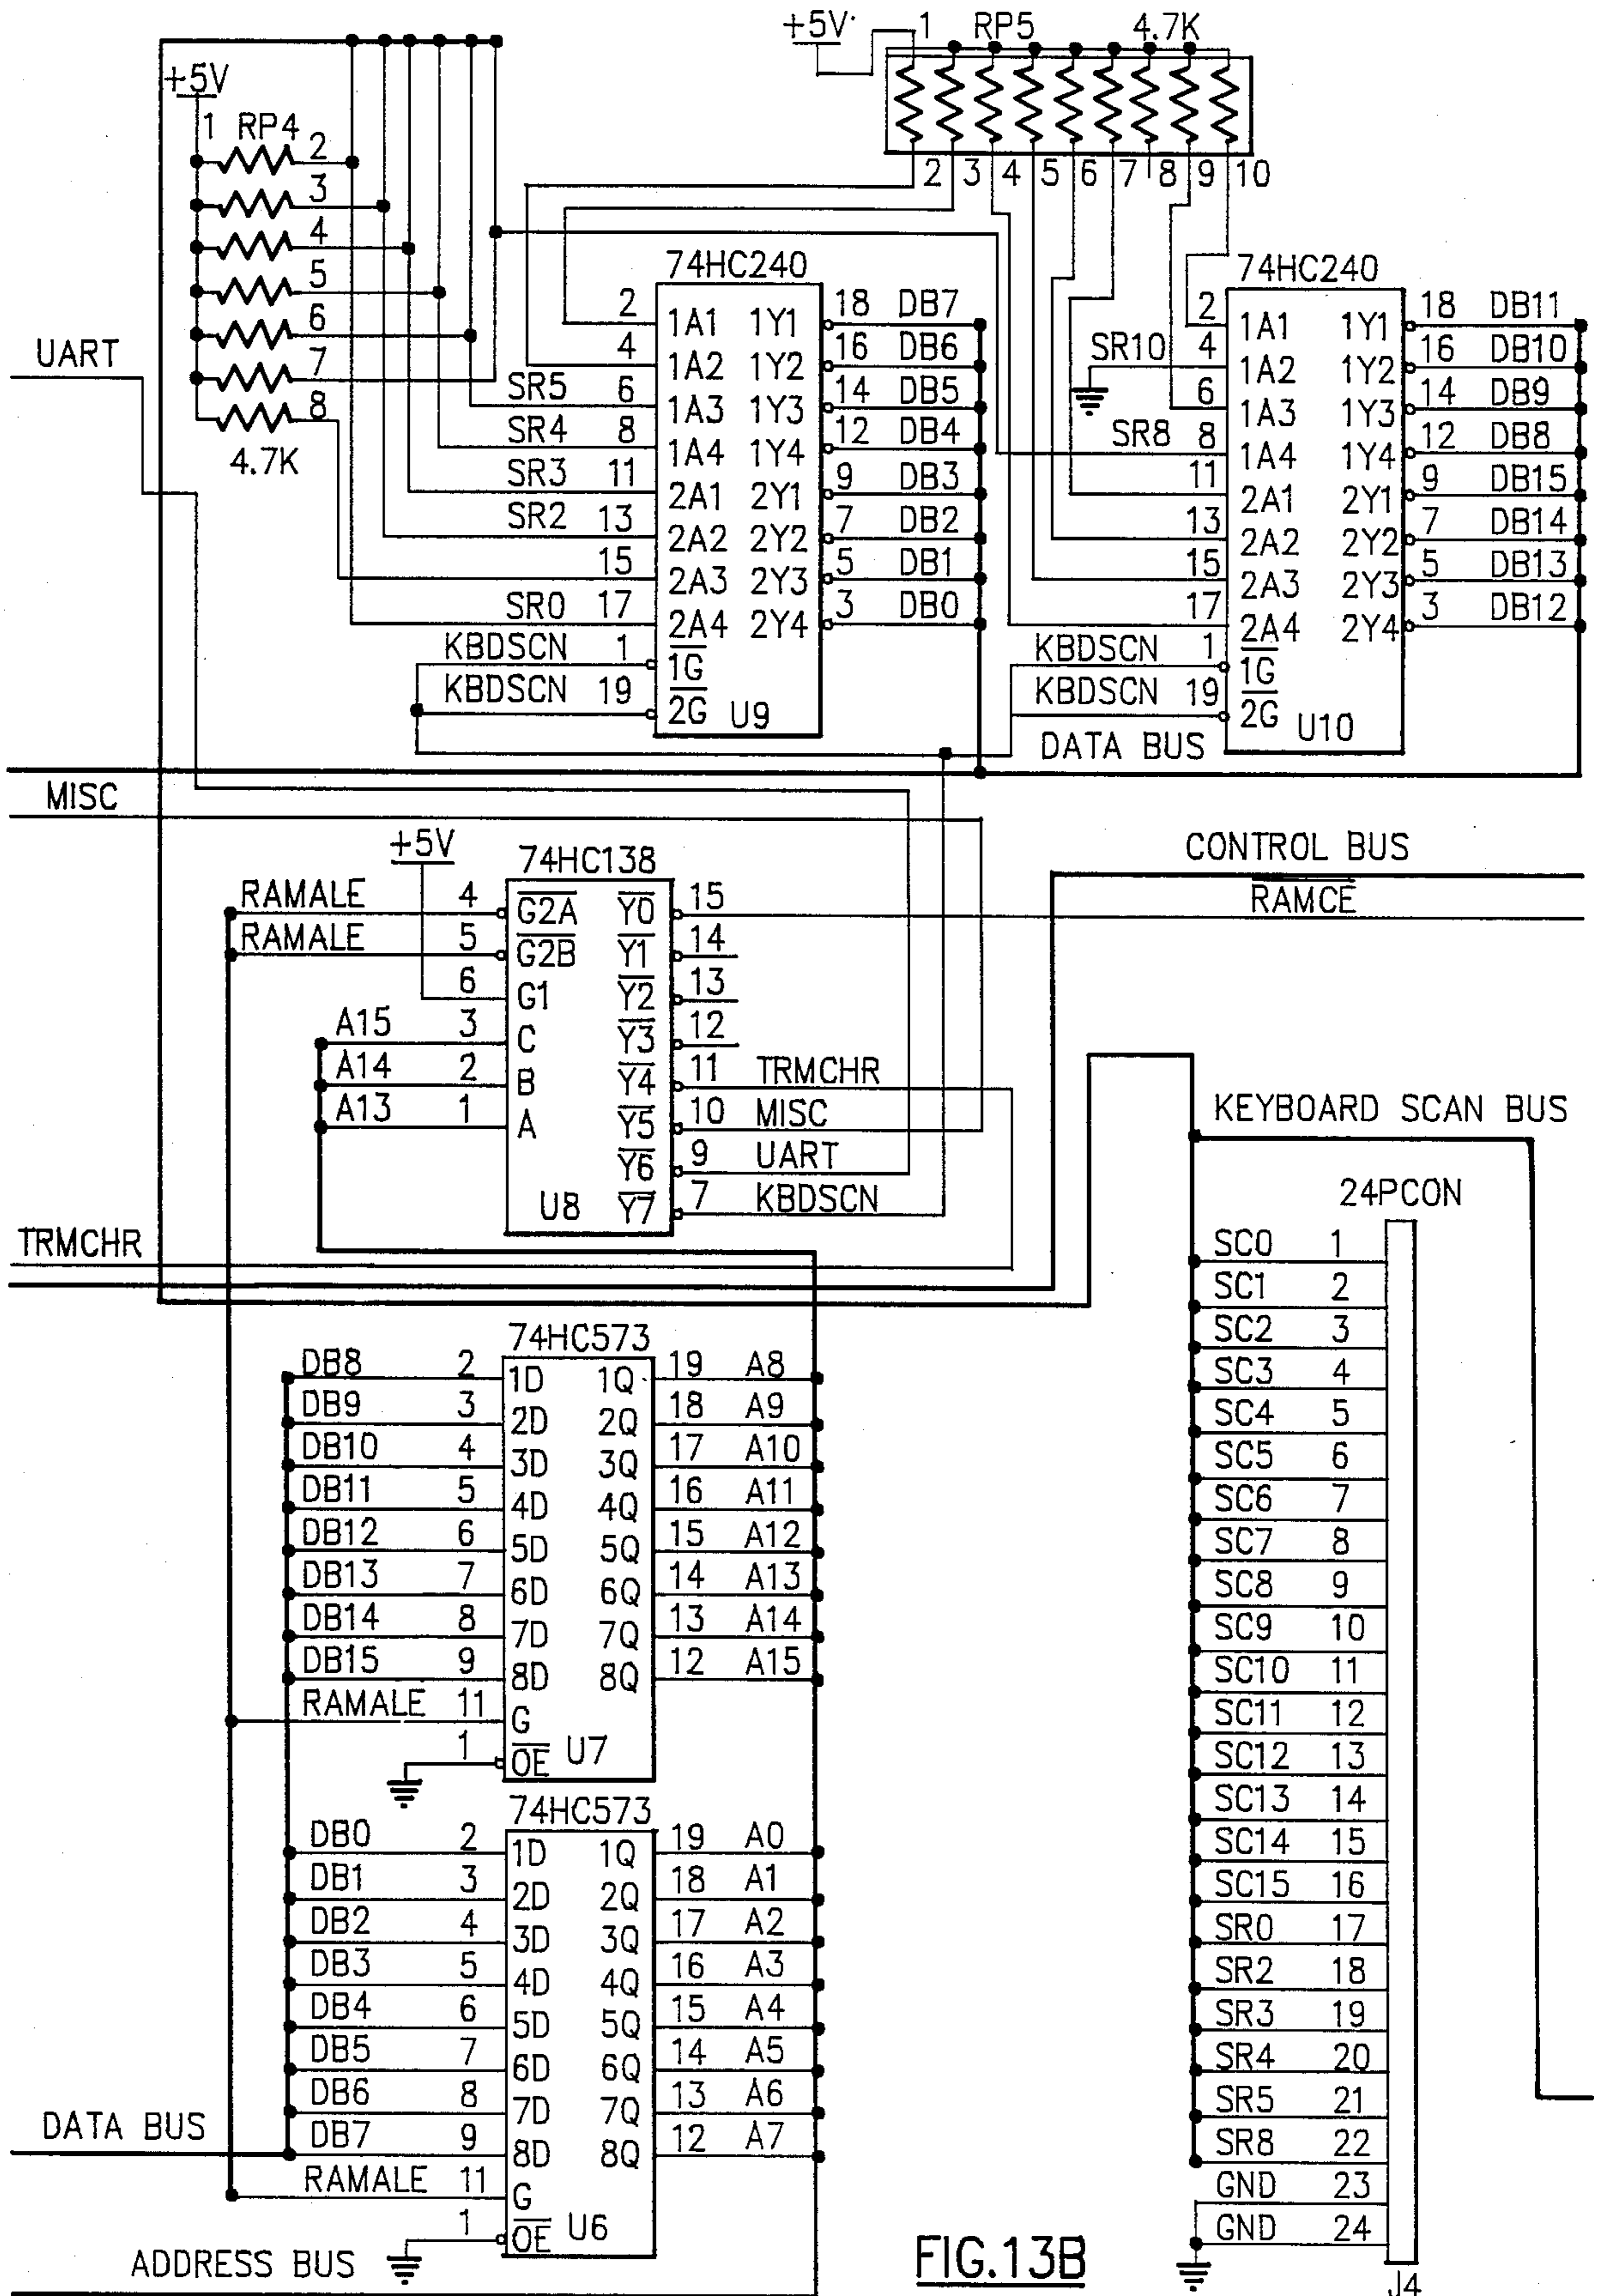 +5V 1 RP5 4.7K
2 3 4 5 6 7 8 9 10
+5V
1 RP4 2
3
4
5
6
7
8
4.7K
UART
74HC240
2 1A1 1Y1 18 DB7
4 1A2 1Y2 16 DB6
SR5 6 1A3 1Y3 14 DB5
SR4 8 1A4 1Y4 12 DB4
SR3 11 2A1 2Y1 9 DB3
SR2 13 2A2 2Y2 7 DB2
15 2A3 2Y3 5 DB1
SR0 17 2A4 2Y4 3 DB0
KBDSCN 1 1G
KBDSCN 19 2G U9
74HC240
2 1A1 1Y1 18 DB11
SR10 4 1A2 1Y2 16 DB10
6 1A3 1Y3 14 DB9
SR8 8 1A4 1Y4 12 DB8
11 2A1 2Y1 9 DB15
13 2A2 2Y2 7 DB14
15 2A3 2Y3 5 DB13
17 2A4 2Y4 3 DB12
KBDSCN 1 1G
KBDSCN 19 2G U10
DATA BUS
MISC
+5V
74HC138
RAMALE 4 G2A Y0 15
RAMALE 5 G2B Y1 14
6 G1 Y2 13
A15 3 C Y3 12
A14 2 B Y4 11 TRMCHR
A13 1 A Y5 10 MISC
Y6 9 UART
U8 Y7 7 KBDSCN
CONTROL BUS
RAMCE
TRMCHR
KEYBOARD SCAN BUS
24PCON
SC0 1
SC1 2
SC2 3
SC3 4
SC4 5
SC5 6
SC6 7
SC7 8
SC8 9
SC9 10
SC10 11
SC11 12
SC12 13
SC13 14
SC14 15
SC15 16
SR0 17
SR2 18
SR3 19
SR4 20
SR5 21
SR8 22
GND 23
GND 24
J4
74HC573
DB8 2 1D 1Q 19 A8
DB9 3 2D 2Q 18 A9
DB10 4 3D 3Q 17 A10
DB11 5 4D 4Q 16 A11
DB12 6 5D 5Q 15 A12
DB13 7 6D 6Q 14 A13
DB14 8 7D 7Q 13 A14
DB15 9 8D 8Q 12 A15
RAMALE 11 G
1 OE U7
74HC573
DB0 2 1D 1Q 19 A0
DB1 3 2D 2Q 18 A1
DB2 4 3D 3Q 17 A2
DB3 5 4D 4Q 16 A3
DB4 6 5D 5Q 15 A4
DB5 7 6D 6Q 14 A5
DB6 8 7D 7Q 13 A6
DB7 9 8D 8Q 12 A7
RAMALE 11 G
1 OE U6
DATA BUS
ADDRESS BUS
FIG.13B